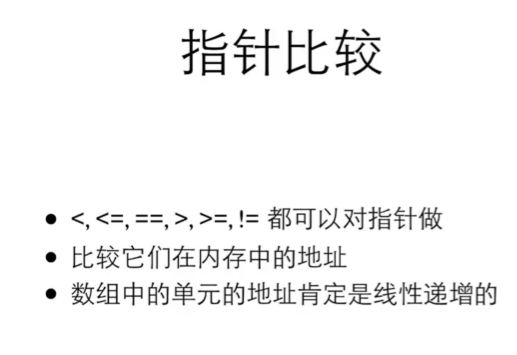 指针比较
• <, <=, ==, >, >=, != 都可以对指针做
• 比较它们在内存中的地址
• 数组中的单元的地址肯定是线性递增的